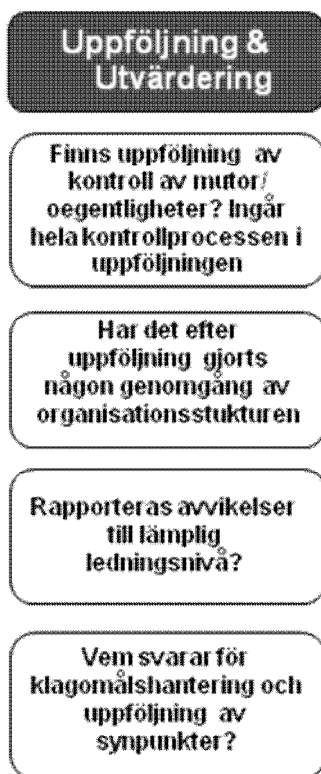 Uppföljning &
Utvärdering
Finns uppföljning av
kontroll av mutor/
oegentligheter? Ingår
hela kontrollprocessen i
uppföljningen
Har det efter
uppföljning gjorts
någon genomgång av
organisationsstukturen
Rapporteras avvikelser
till lämplig
ledningsnivå?
Vem svarar för
klagomålshantering och
uppföljning av
synpunkter?